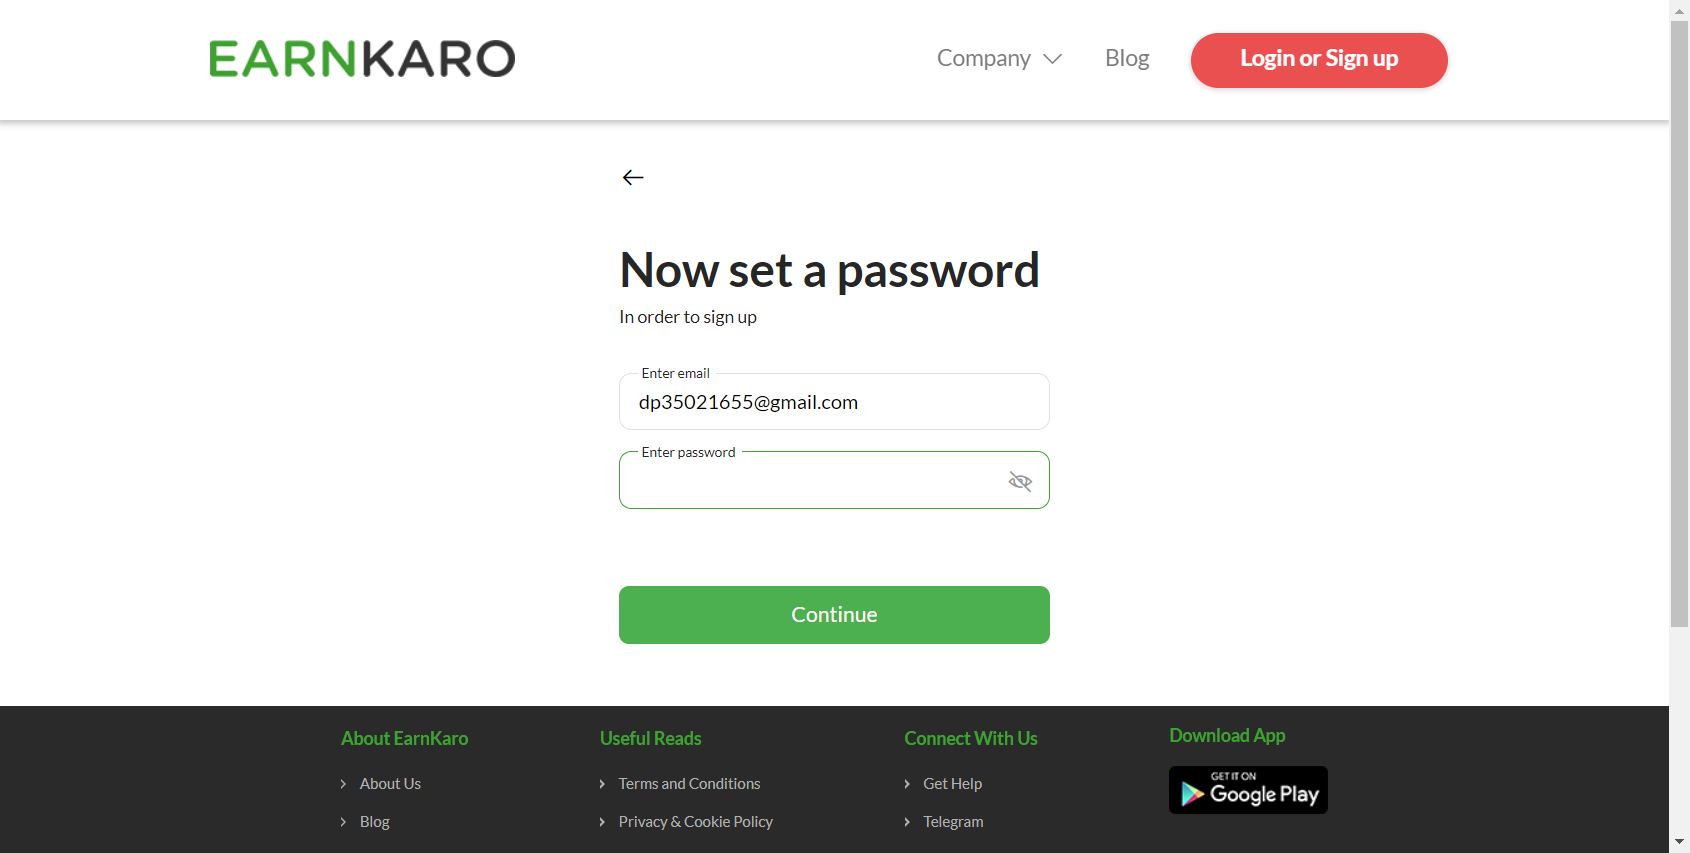 EARNKARO
Company
Blog
Login or Sign up
Now set a password
In order to sign up
Enter email
dp35021655@gmail.com
Enter password
Continue
About EarnKaro
About Us
Blog
Useful Reads
Terms and Conditions
Privacy & Cookie Policy
Connect With Us
Get Help
Telegram
Download App
GET IT ON
Google Play